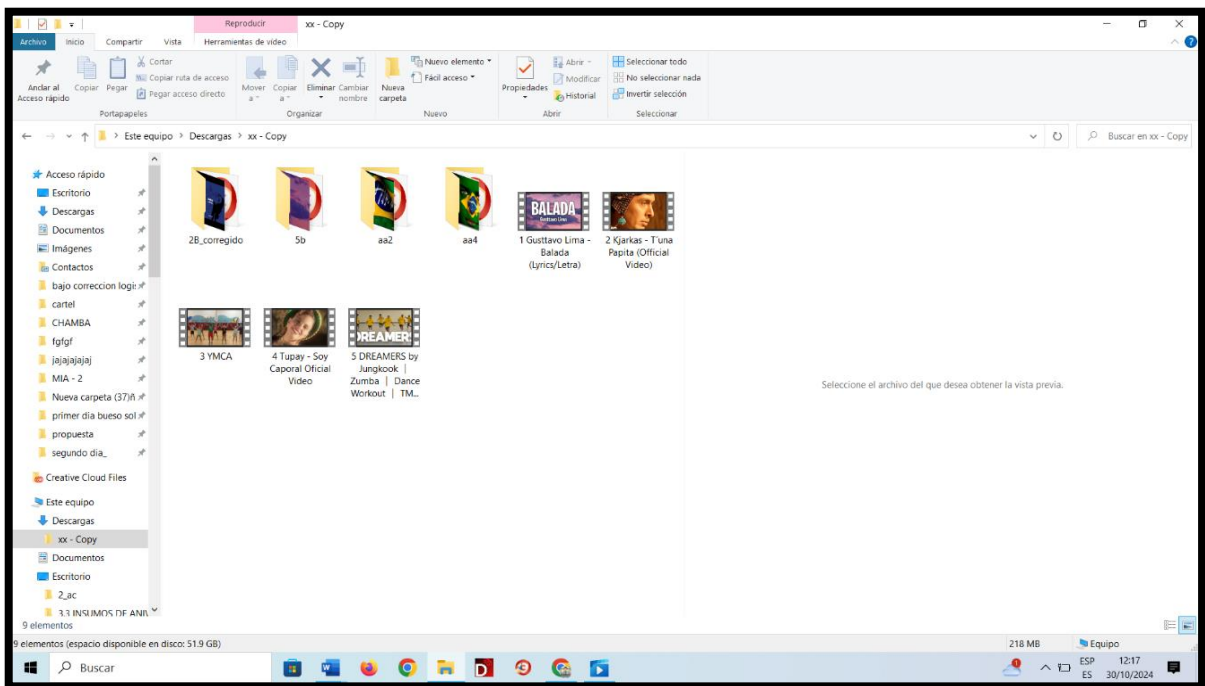 Reproducir
xx - Copy
Archivo
Inicio
Compartir
Vista
Herramientas de vídeo
Andar al
Acceso rápido
Copiar
Pegar
Cortar
Copiar ruta de acceso
Pegar acceso directo
Portapapeles
Mover
a
Copiar
a
Eliminar
Cambiar
nombre
Organizar
Nueva
carpeta
Nuevo elemento
Fácil acceso
Nuevo
Propiedades
Abrir
Modificar
Historial
Abrir
Seleccionar todo
No seleccionar nada
Invertir selección
Seleccionar
Este equipo > Descargas > xx - Copy
Buscar en xx - Copy
Acceso rápido
Escritorio
Descargas
Documentos
Imágenes
Contactos
bajo correccion logi
cartel
CHAMBA
fgfgf
jajajajajaj
MIA - 2
Nueva carpeta (37)ñ
primer dia bueso sol
propuesta
segundo dia_
Creative Cloud Files
Este equipo
Descargas
xx - Copy
Documentos
Escritorio
2_ac
3.3 INSUMOS DE ANIV
2B_corregido
5b
aa2
aa4
BALADA
1 Gusttavo Lima -
Balada
(Lyrics/Letra)
2 Kjarkas - T'una
Papita (Official
Video)
3 YMCA
4 Tupay - Soy
Caporal Oficial
Video
DREAMERS
5 DREAMERS by
Jungkook |
Zumba | Dance
Workout | TM...
Seleccione el archivo del que desea obtener la vista previa.
9 elementos
9 elementos (espacio disponible en disco: 51.9 GB)
218 MB
Equipo
Buscar
ESP
ES
12:17
30/10/2024